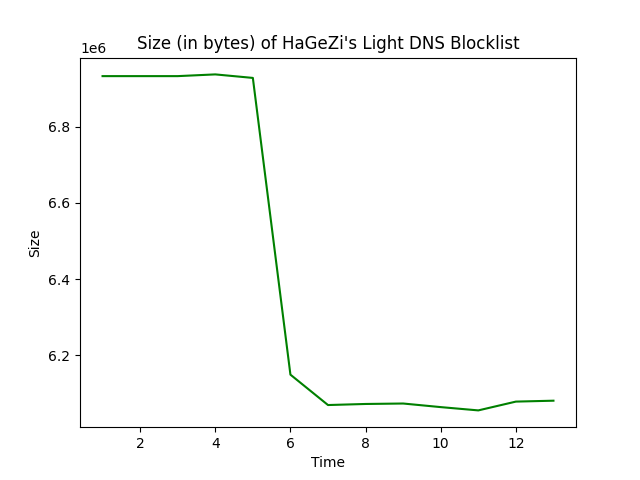 Size (in bytes) of HaGeZi's Light DNS Blocklist
1e6
6.8
6.6
6.4
6.2
Size
2 4 6 8 10 12
Time